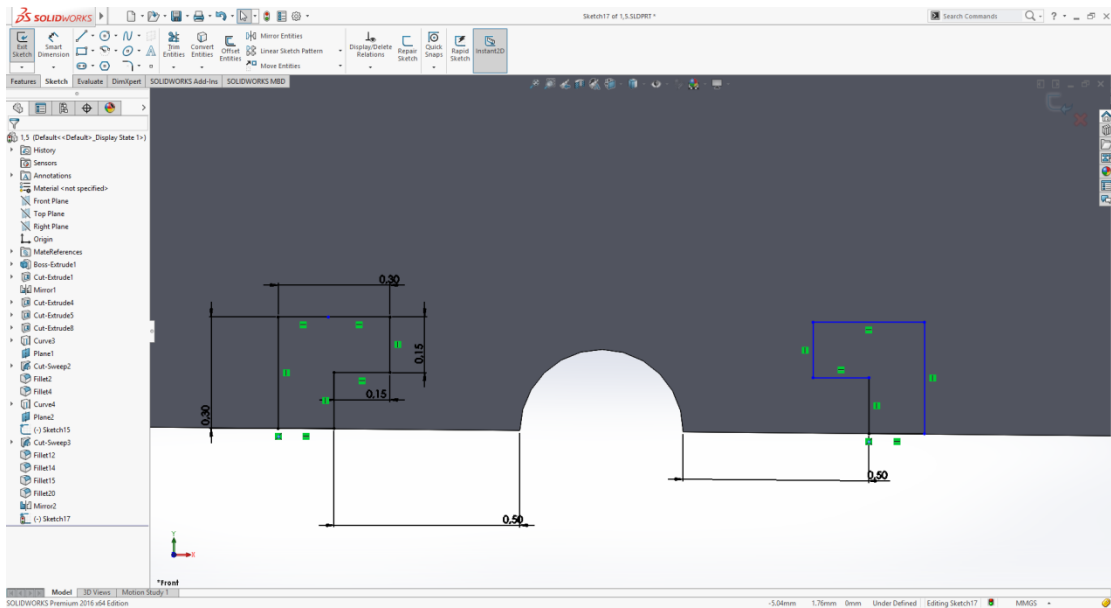 SOLIDWORKS
Sketch17 of 1,5.SLDPRT *
Search Commands
Exit Sketch
Smart Dimension
Trim Entities
Convert Entities
Offset Entities
Mirror Entities
Linear Sketch Pattern
Move Entities
Display/Delete Relations
Repair Sketch
Quick Snaps
Rapid Sketch
Instant2D
Features Sketch Evaluate DimXpert SOLIDWORKS Add-Ins SOLIDWORKS MBD
1,5 (Default<<Default>_Display State 1>)
History
Sensors
Annotations
Material <not specified>
Front Plane
Top Plane
Right Plane
Origin
MateReferences
Boss-Extrude1
Cut-Extrude1
Mirror1
Cut-Extrude4
Cut-Extrude5
Cut-Extrude8
Curve3
Plane1
Cut-Sweep2
Fillet2
Fillet4
Curve4
Plane2
(-) Sketch15
Cut-Sweep3
Fillet12
Fillet14
Fillet15
Fillet20
Mirror2
(-) Sketch17
0,30
0,15
0,15
0,30
0,50
0,50
Y
X
*Front
Model 3D Views Motion Study 1
SOLIDWORKS Premium 2016 x64 Edition
-5.04mm 1.76mm 0mm Under Defined Editing Sketch17 MMGS